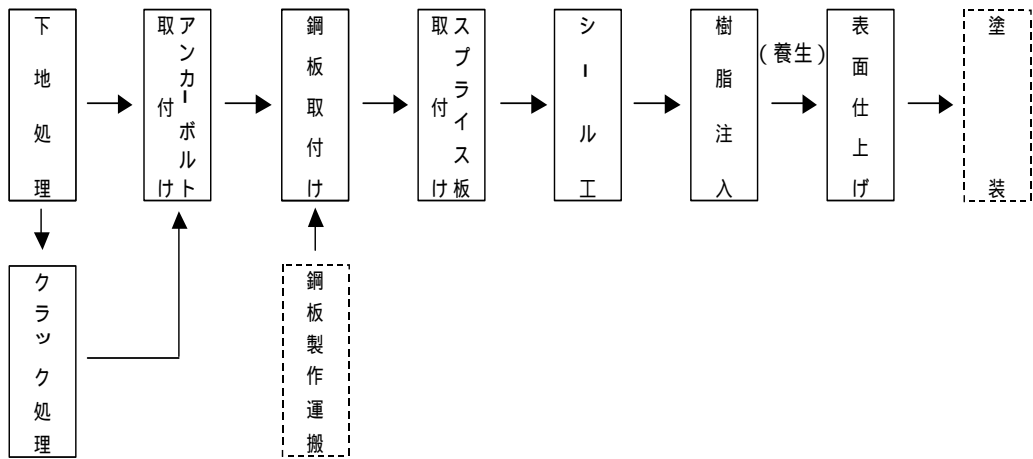 下地処理
アンカーボルト
取付け
鋼板取付け
スプライス板
取付け
シール工
樹脂注入
(養生)
表面仕上げ
塗装
クラック処理
鋼板製作運搬